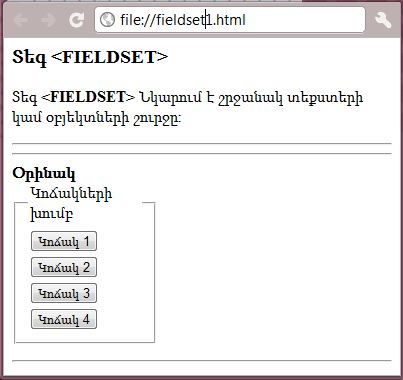 file://fieldset1.html
Տեգ <FIELDSET>
Տեգ <FIELDSET> Նկարում է շրջանակ տեքստերի
կամ օբյեկտների շուրջը:
Օրինակ
Կոճակների
խումբ
Կոճակ 1
Կոճակ 2
Կոճակ 3
Կոճակ 4